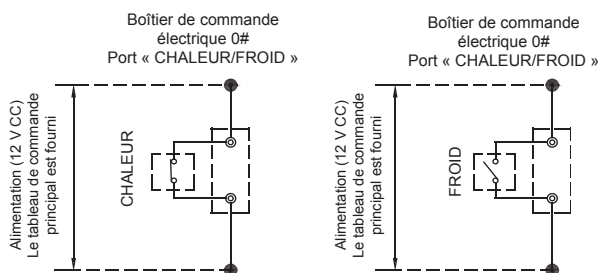 Boîtier de commande
électrique 0#
Port « CHALEUR/FROID »
Alimentation (12 V CC)
Le tableau de commande
principal est fourni
CHALEUR
Boîtier de commande
électrique 0#
Port « CHALEUR/FROID »
Alimentation (12 V CC)
Le tableau de commande
principal est fourni
FROID